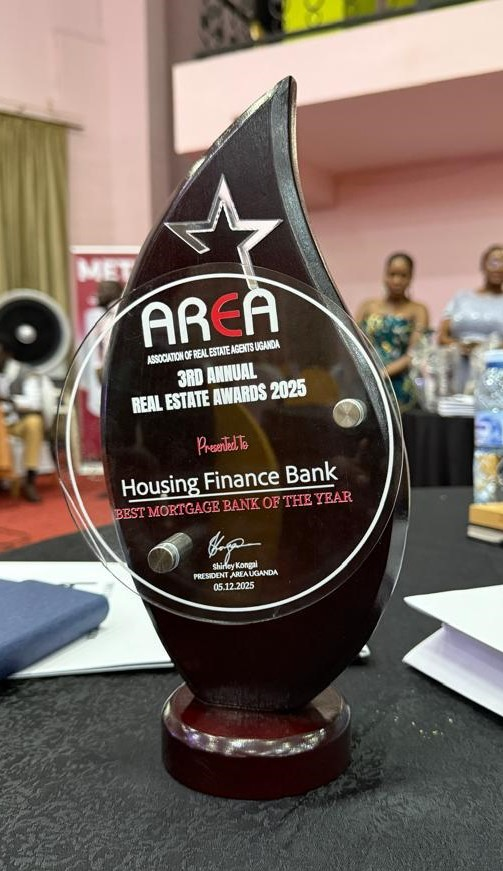 MET
AREA
ASSOCIATION OF REAL ESTATE AGENTS UGANDA
3RD ANNUAL
REAL ESTATE AWARDS 2025
Presented to
Housing Finance Bank
BEST MORTGAGE BANK OF THE YEAR
Shirley Kongai
PRESIDENT ,AREA UGANDA
05.12.2025